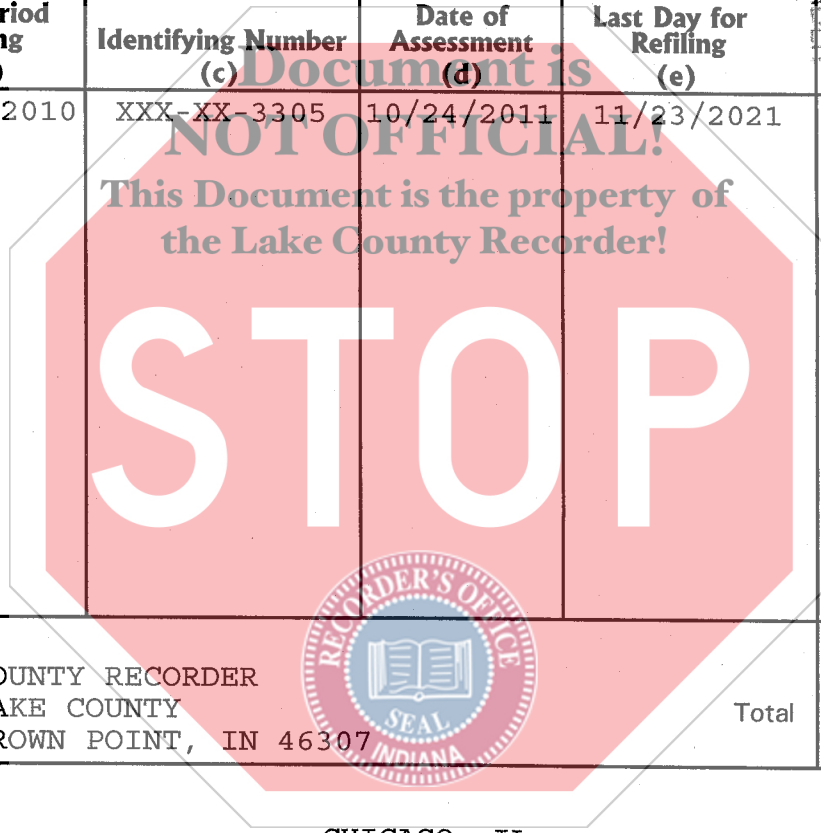 riod
ng
)
Identifying Number
(c)
Date of
Assessment
(d)
Last Day for
Refiling
(e)
2010 XXX-XX-3305 10/24/2011 11/23/2021
Document is
NOT OFFICIAL!
This Document is the property of
the Lake County Recorder!
STOP
RECORDER'S OFFICE
SEAL
INDIANA
OUNTY RECORDER
AKE COUNTY
ROWN POINT, IN 46307
Total